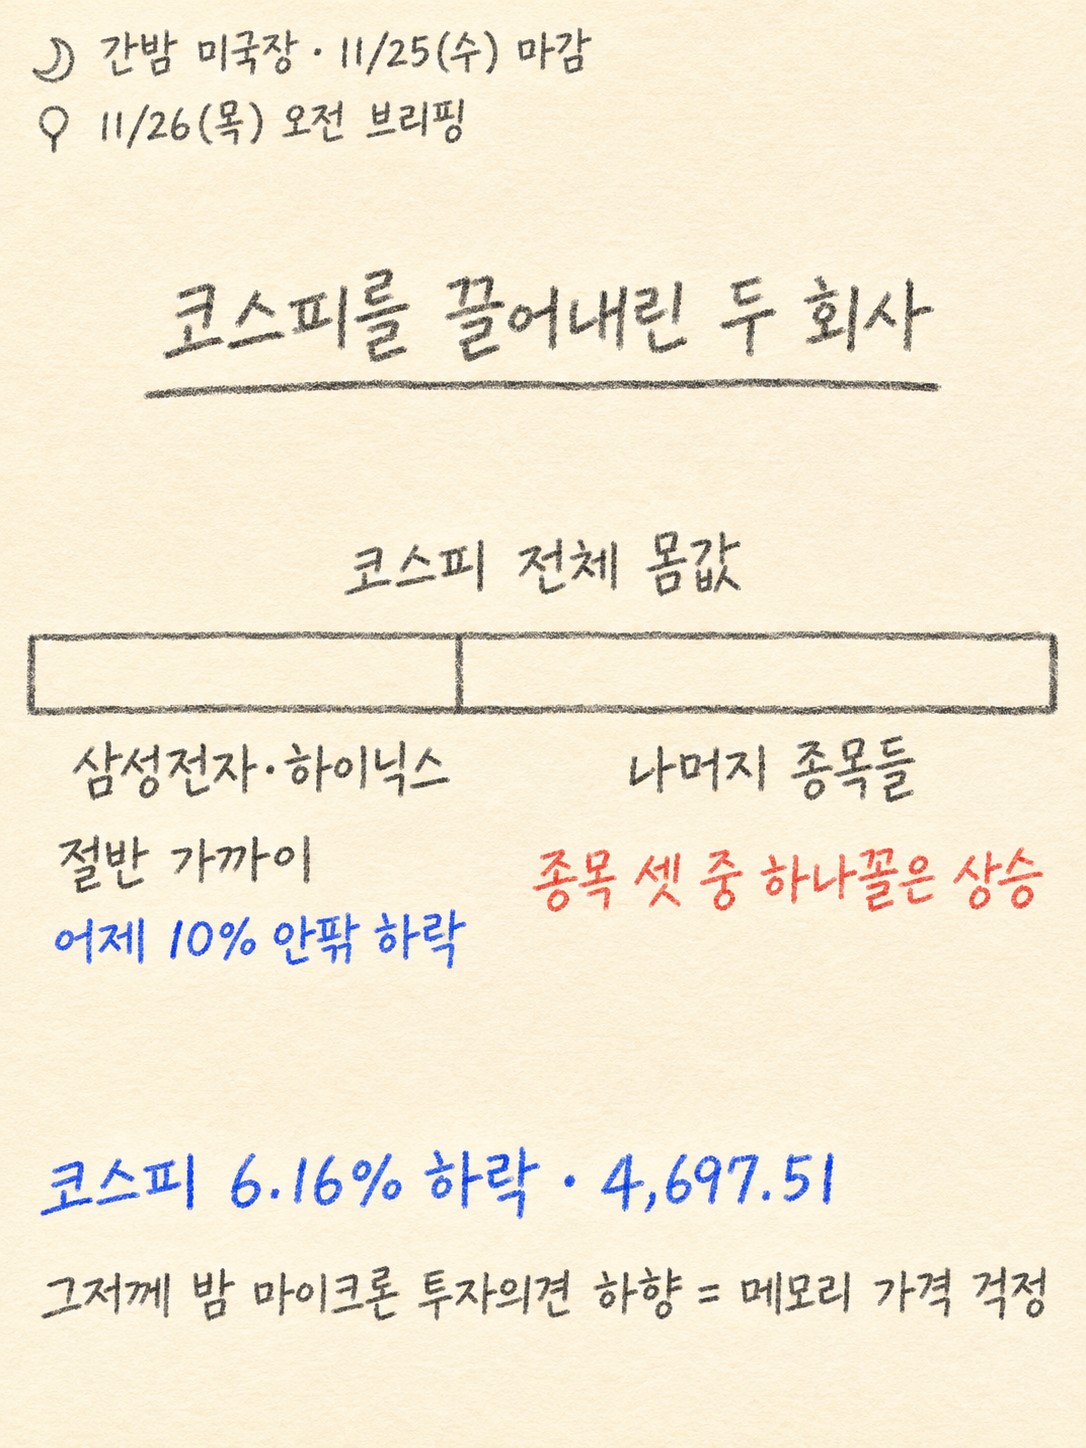 간밤 미국장 · 11/25(수) 마감
11/26(목) 오전 브리핑
코스피를 끌어내린 두 회사
코스피 전체 몸값
삼성전자·하이닉스
나머지 종목들
절반 가까이
종목 셋 중 하나꼴은 상승
어제 10% 안팎 하락
코스피 6.16% 하락 · 4,697.51
그저께 밤 마이크론 투자의견 하향 = 메모리 가격 걱정